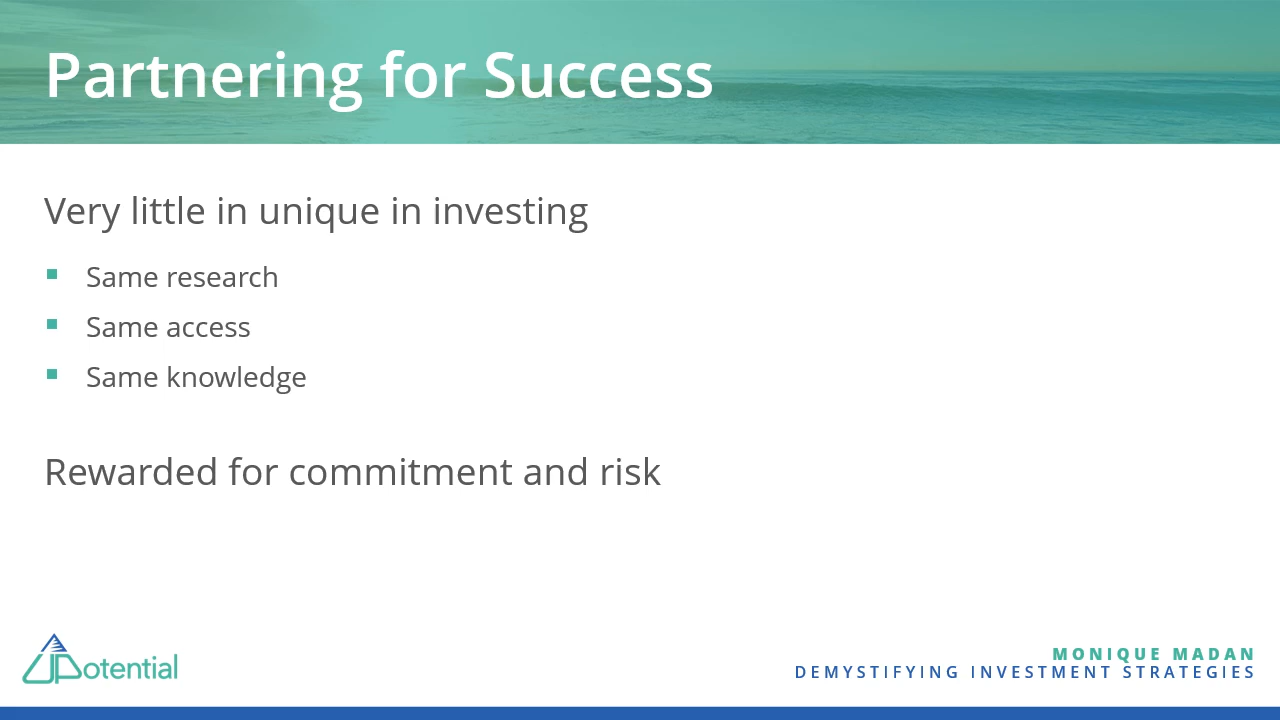 Partnering for Success
Very little in unique in investing
Same research
Same access
Same knowledge
Rewarded for commitment and risk
UPotential
MONIQUE MADAN
DEMYSTIFYING INVESTMENT STRATEGIES